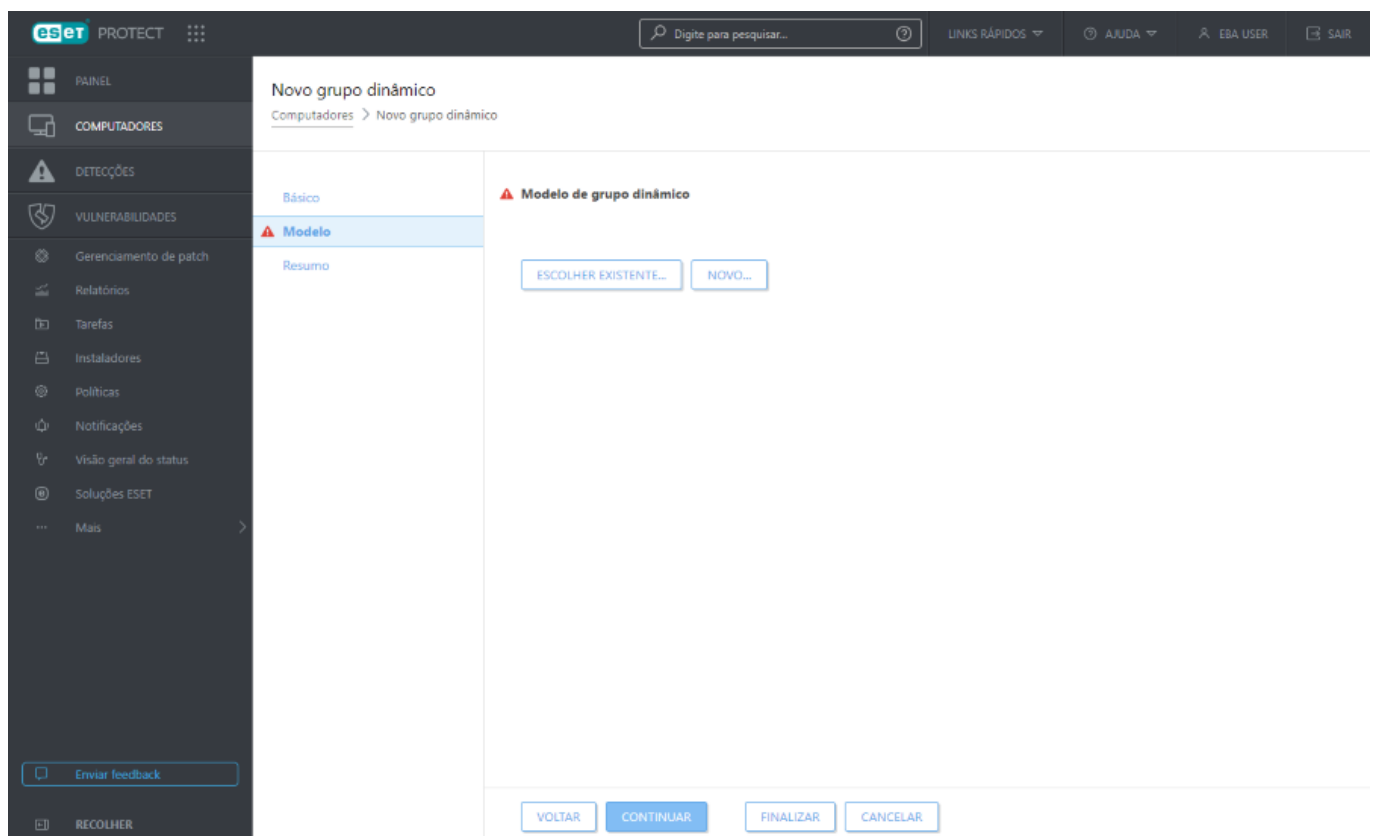 eset PROTECT
Digite para pesquisar...
LINKS RÁPIDOS
AJUDA
EBA USER
SAIR
PAINEL
COMPUTADORES
DETECÇÕES
VULNERABILIDADES
Gerenciamento de patch
Relatórios
Tarefas
Instaladores
Políticas
Notificações
Visão geral do status
Soluções ESET
Mais
Enviar feedback
RECOLHER
Novo grupo dinâmico
Computadores > Novo grupo dinâmico
Básico
Modelo
Resumo
Modelo de grupo dinâmico
ESCOLHER EXISTENTE...
NOVO...
VOLTAR
CONTINUAR
FINALIZAR
CANCELAR